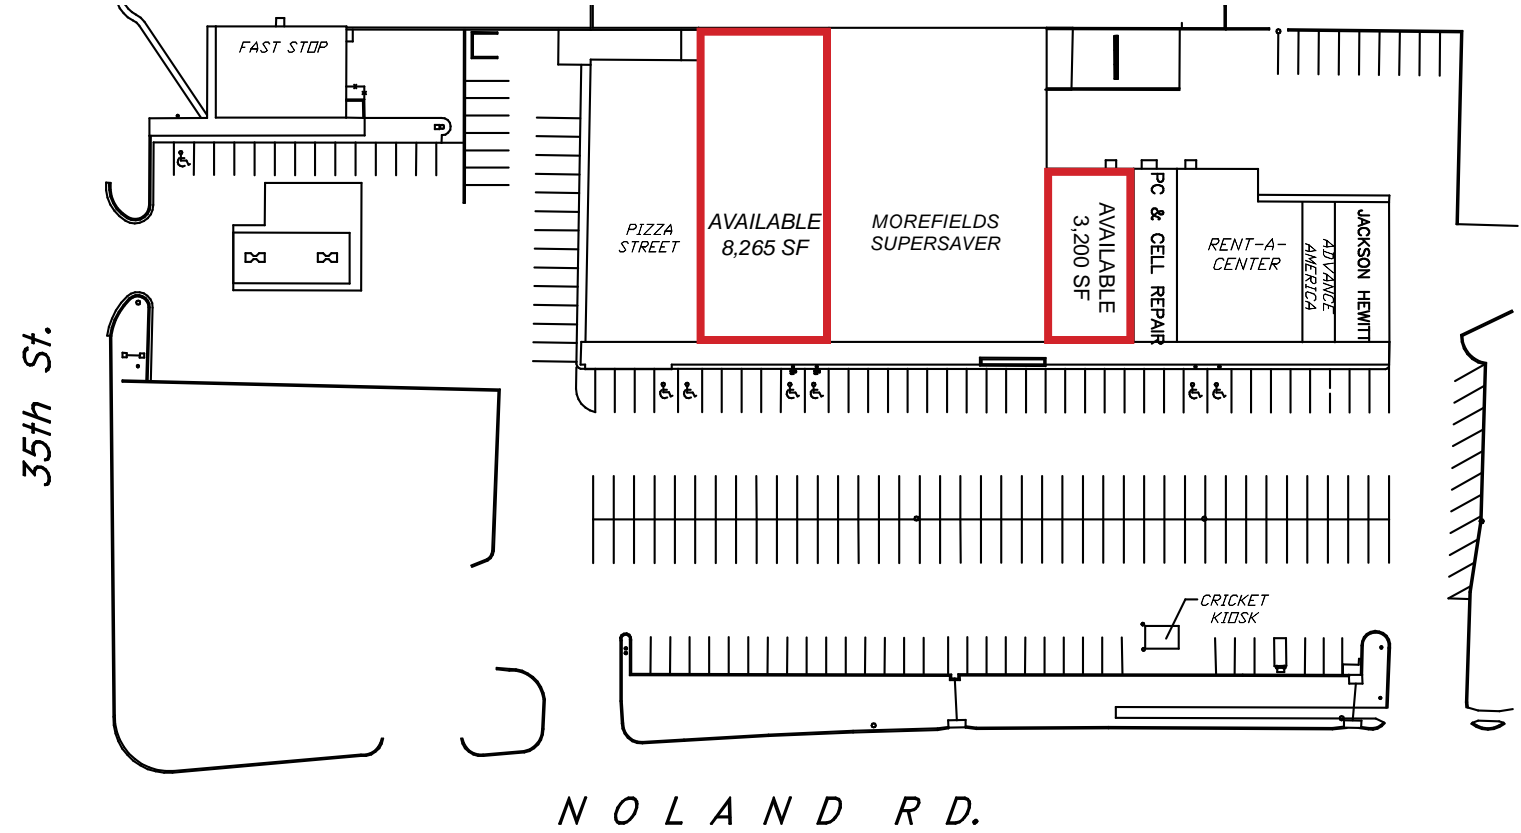 FAST STOP
PIZZA
STREET
AVAILABLE
8,265 SF
MOREFIELDS
SUPERSAVER
AVAILABLE
3,200 SF
PC & CELL REPAIR
RENT-A-
CENTER
ADVANCE
AMERICA
JACKSON HEWITT
35th St.
CRICKET
KIOSK
NOLAND RD.